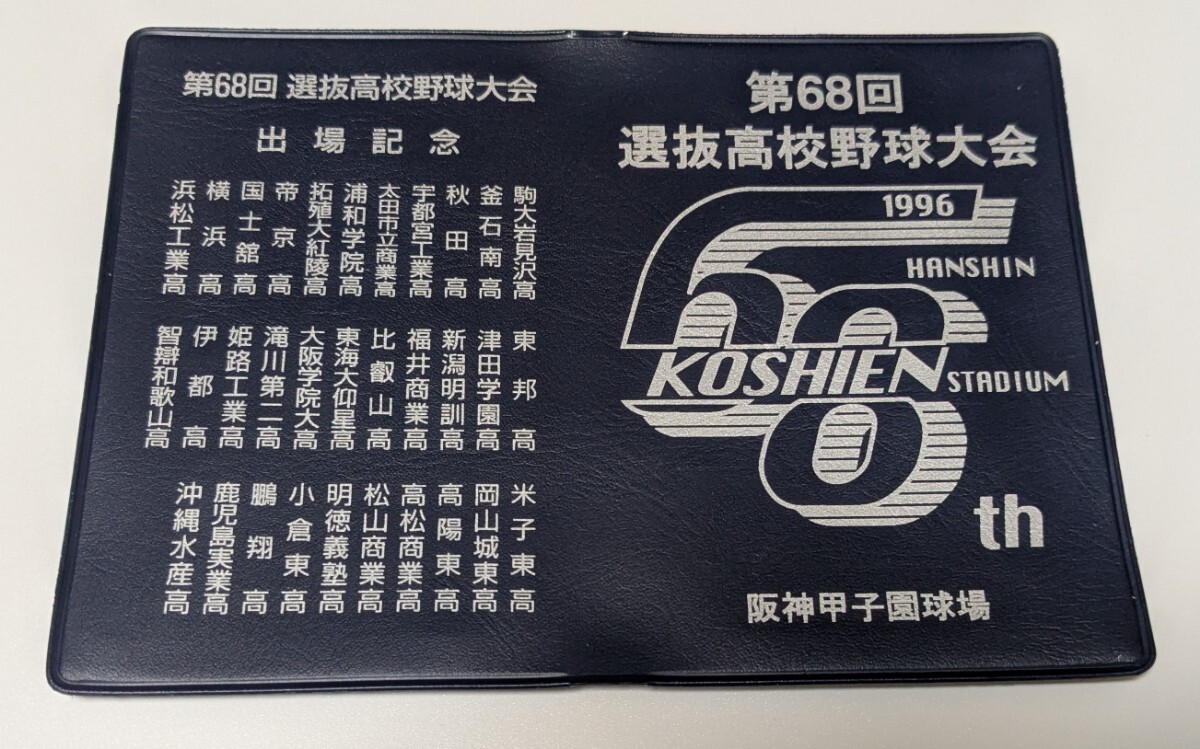 第68回 選抜高校野球大会
出場記念
駒大岩見沢高
釜石南高
秋田高
宇都宮工業高
太田市立商業高
浦和学院高
拓殖大紅陵高
帝京高
国士舘高
横浜高
浜松工業高
東邦高
津田学園高
新潟明訓高
福井商業高
比叡山高
東海大仰星高
大阪学院大高
滝川第二高
姫路工業高
伊都高
智辯和歌山高
米子東高
岡山城東高
高陽東高
高松商業高
松山商業高
明徳義塾高
小倉東高
鵬翔高
鹿児島実業高
沖縄水産高
第68回
選抜高校野球大会
1996
HANSHIN
68
KOSHIEN
STADIUM
th
阪神甲子園球場